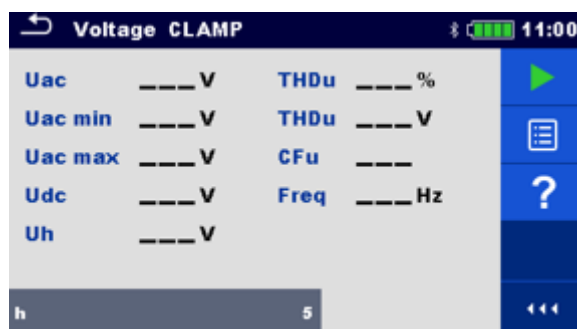 Voltage CLAMP 11:00
Uac ___V THDu ___%
Uac min ___V THDu ___V
Uac max ___V CFu ___
Udc ___V Freq ___Hz
Uh ___V
?
h 5